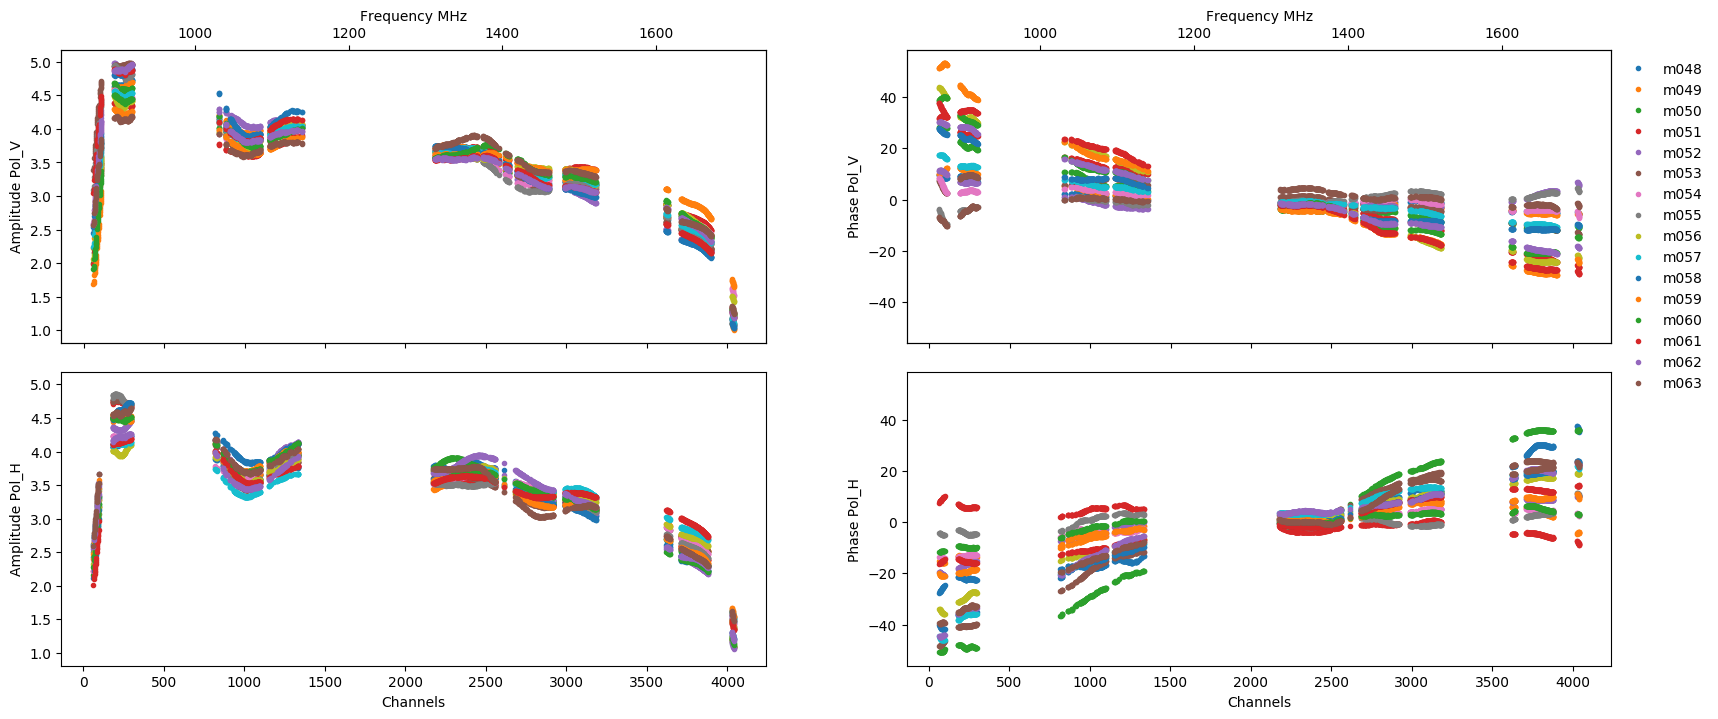 Frequency MHz
1000 1200 1400 1600
Amplitude Pol_V
5.0
4.5
4.0
3.5
3.0
2.5
2.0
1.5
1.0
Frequency MHz
1000 1200 1400 1600
Phase Pol_V
40
20
0
−20
−40
m048
m049
m050
m051
m052
m053
m054
m055
m056
m057
m058
m059
m060
m061
m062
m063
Amplitude Pol_H
5.0
4.5
4.0
3.5
3.0
2.5
2.0
1.5
1.0
0 500 1000 1500 2000 2500 3000 3500 4000
Channels
Phase Pol_H
40
20
0
−20
−40
0 500 1000 1500 2000 2500 3000 3500 4000
Channels